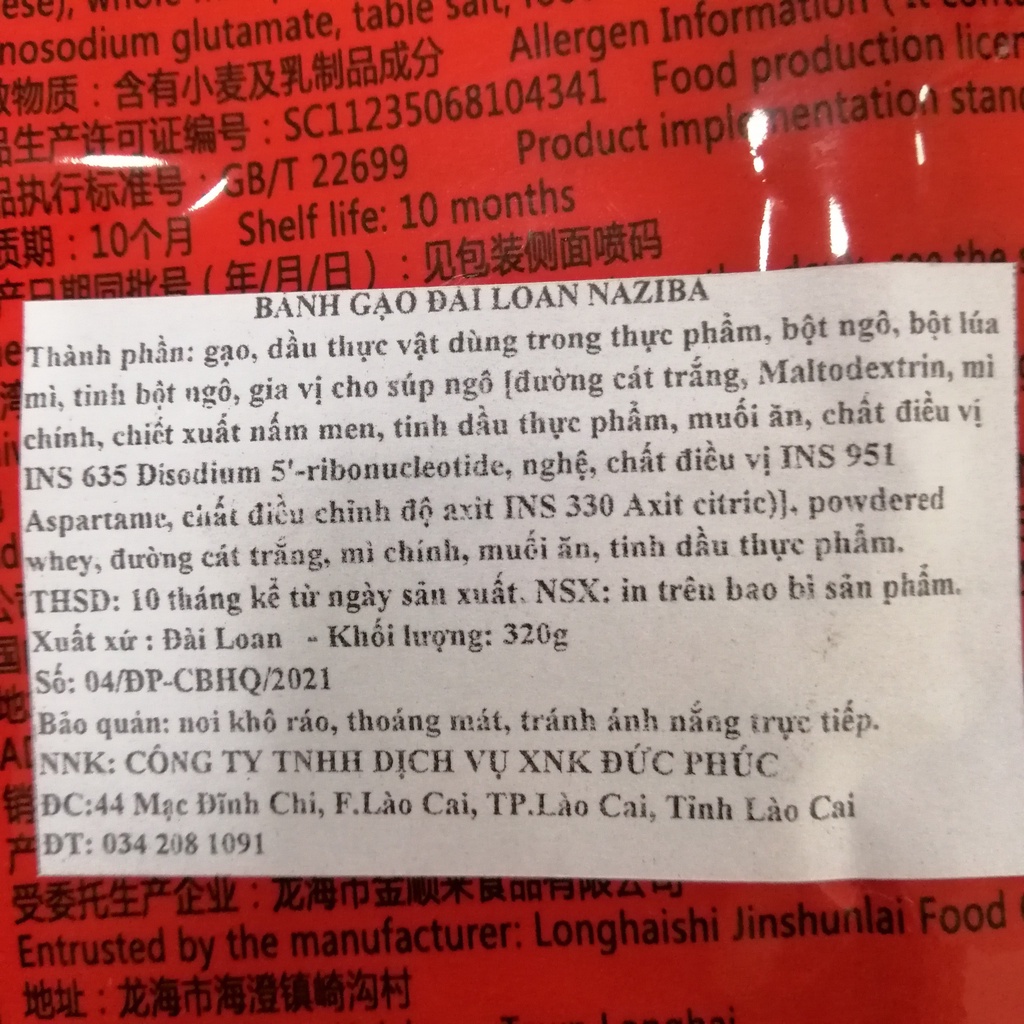 nosodium glutamate, table salt,
敏物质：含有小麦及乳制品成分 Allergen Information
品生产许可证编号：SC11235068104341 Food production licen
品执行标准号：GB/T 22699 Product implementation stand
质期：10个月 Shelf life: 10 months
产日期同批号（年/月/日）：见包装侧面喷码
BÁNH GẠO ĐÀI LOAN NAZIBA
Thành phần: gạo, dầu thực vật dùng trong thực phẩm, bột ngô, bột lúa
mì, tinh bột ngô, gia vị cho súp ngô [đường cát trắng, Maltodextrin, mì
chính, chiết xuất nấm men, tinh dầu thực phẩm, muối ăn, chất điều vị
INS 635 Disodium 5'-ribonucleotide, nghệ, chất điều vị INS 951
Aspartame, chất điều chỉnh độ axit INS 330 Axit citric)], powdered
whey, đường cát trắng, mì chính, muối ăn, tinh dầu thực phẩm.
THSD: 10 tháng kể từ ngày sản xuất. NSX: in trên bao bì sản phẩm.
Xuất xứ : Đài Loan - Khối lượng: 320g
Số: 04/ĐP-CBHQ/2021
Bảo quản: noi khô ráo, thoáng mát, tránh ánh nắng trực tiếp.
NNK: CÔNG TY TNHH DỊCH VỤ XNK ĐỨC PHÚC
ĐC:44 Mạc Đĩnh Chi, F.Lào Cai, TP.Lào Cai, Tỉnh Lào Cai
ĐT: 034 208 1091
受委托生产企业：龙海市金顺来食品有限公司
Entrusted by the manufacturer: Longhaishi Jinshunlai Food
地址：龙海市海澄镇崎沟村